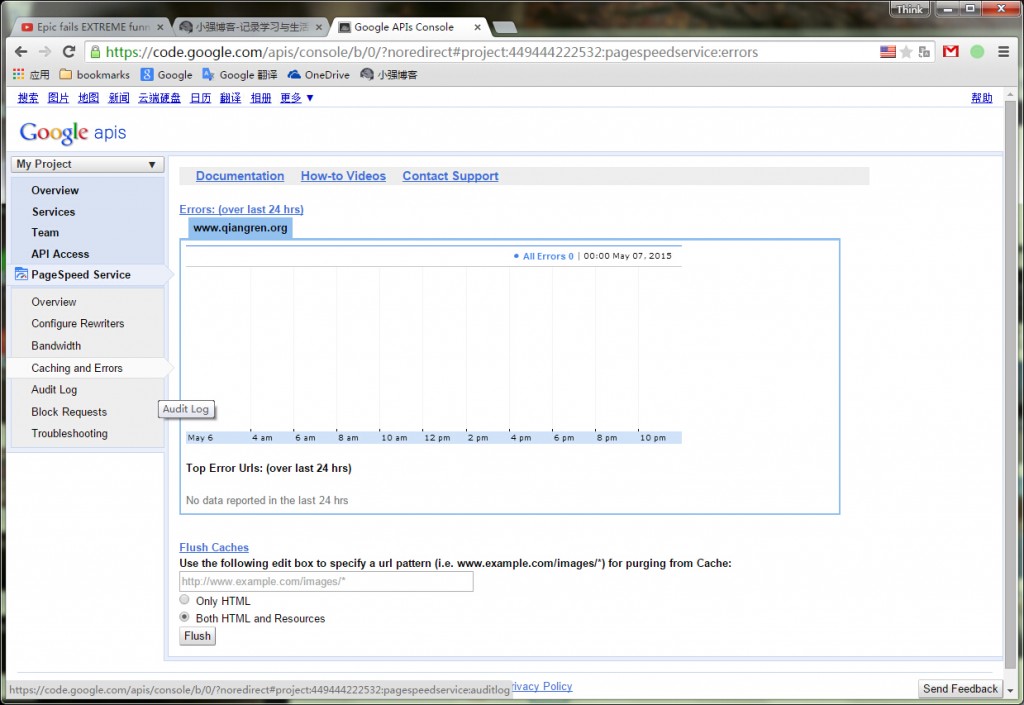 Think
Epic fails EXTREME funn
小强博客-记录学习与生活
Google APIs Console
https://code.google.com/apis/console/b/0/?noredirect#project:449444222532:pagespeedservice:errors
应用 bookmarks Google Google 翻译 OneDrive 小强博客
搜索 图片 地图 新闻 云端硬盘 日历 翻译 相册 更多 ▼ 帮助
Google apis
My Project ▼
Overview
Services
Team
API Access
PageSpeed Service
Overview
Configure Rewriters
Bandwidth
Caching and Errors
Audit Log
Block Requests
Troubleshooting
Audit Log
Documentation How-to Videos Contact Support
Errors: (over last 24 hrs)
www.qiangren.org
All Errors 0 | 00:00 May 07, 2015
May 6 4 am 6 am 8 am 10 am 12 pm 2 pm 4 pm 6 pm 8 pm 10 pm
Top Error Urls: (over last 24 hrs)
No data reported in the last 24 hrs
Flush Caches
Use the following edit box to specify a url pattern (i.e. www.example.com/images/*) for purging from Cache:
http://www.example.com/images/*
Only HTML
Both HTML and Resources
Flush
https://code.google.com/apis/console/b/0/?noredirect#project:449444222532:pagespeedservice:auditlog
rivacy Policy
Send Feedback